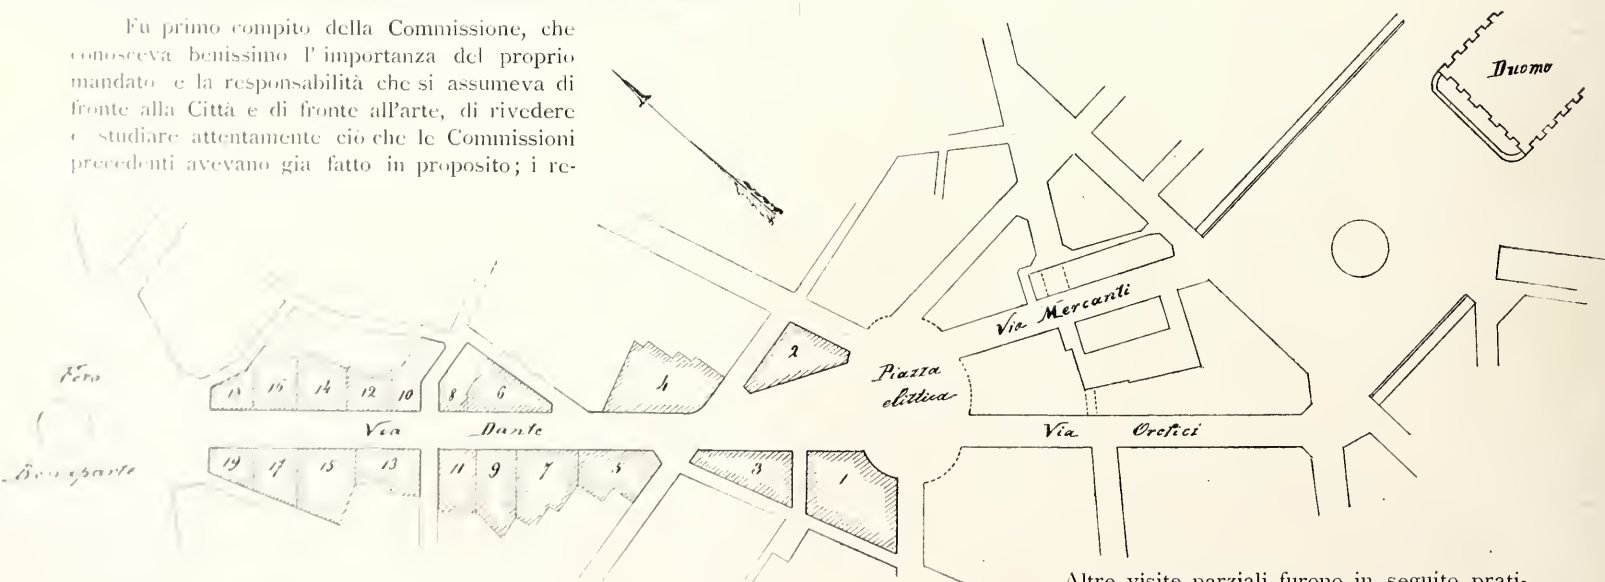 Fu primo compito della Commissione, che
conosceva benissimo l'importanza del proprio
mandato e la responsabilità che si assumeva di
fronte alla Città e di fronte all'arte, di rivedere
e studiare attentamente ciò che le Commissioni
precedenti avevano già fatto in proposito; i re-
Duomo
Via Mercanti
2
Piazza
elittica
4
14
12
10
8
6
Foro
Via Dante
Via Orefici
Bonaparte
19
17
15
13
11
9
7
5
3
1
Altre visite parziali furono in seguito prati-